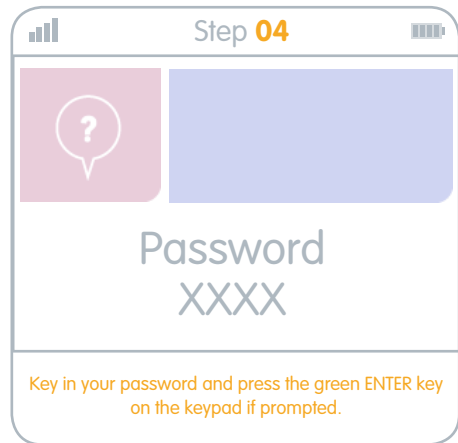 Step 04
?
Password
XXXX
Key in your password and press the green ENTER key
on the keypad if prompted.